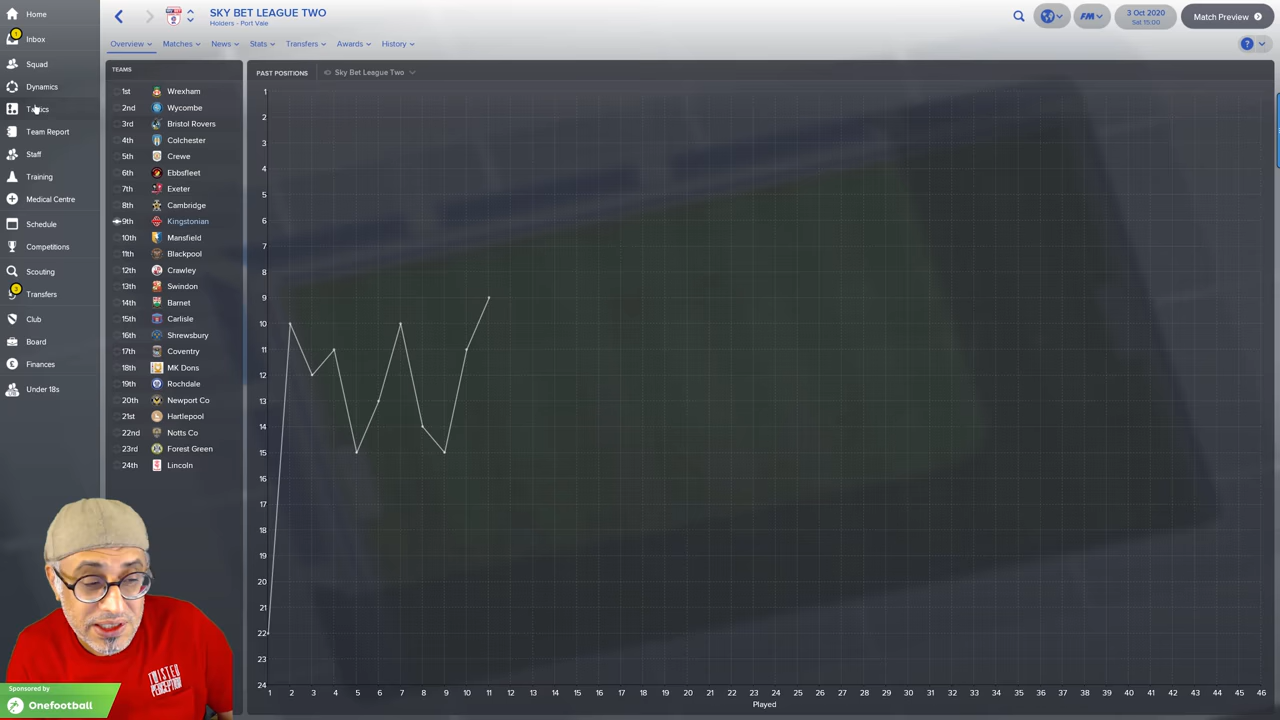 Home
1
Inbox
Squad
Dynamics
Tactics
Team Report
Staff
Training
Medical Centre
Schedule
Competitions
Scouting
3
Transfers
Club
Board
Finances
Under 18s
SKY BET LEAGUE TWO
Holders - Port Vale
FM
3 Oct 2020
Sat 15:00
Match Preview
Overview
Matches
News
Stats
Transfers
Awards
History
?
TEAMS
1st Wrexham
2nd Wycombe
3rd Bristol Rovers
4th Colchester
5th Crewe
6th Ebbsfleet
7th Exeter
8th Cambridge
9th Kingstonian
10th Mansfield
11th Blackpool
12th Crawley
13th Swindon
14th Barnet
15th Carlisle
16th Shrewsbury
17th Coventry
18th MK Dons
19th Rochdale
20th Newport Co
21st Hartlepool
22nd Notts Co
23rd Forest Green
24th Lincoln
PAST POSITIONS Sky Bet League Two
1
2
3
4
5
6
7
8
9
10
11
12
13
14
15
16
17
18
19
20
21
22
23
24
1 2 3 4 5 6 7 8 9 10 11 12 13 14 15 16 17 18 19 20 21 22 23 24 25 26 27 28 29 30 31 32 33 34 35 36 37 38 39 40 41 42 43 44 45 46
Played
TWISTED
PERCEPTION
Sponsored by
Onefootball